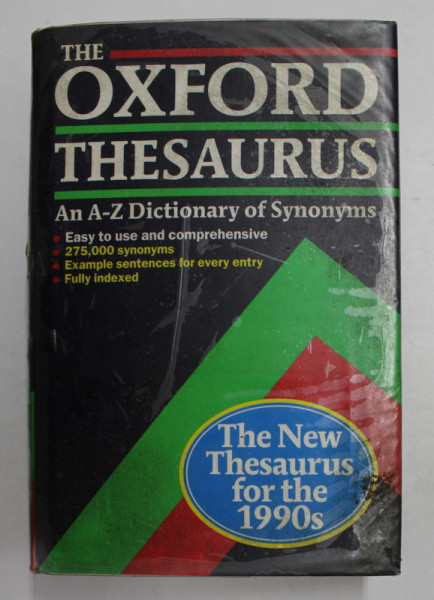 THE
OXFORD
THESAURUS
An A-Z Dictionary of Synonyms
Easy to use and comprehensive
275,000 synonyms
Example sentences for every entry
Fully indexed
The New
Thesaurus
for the
1990s